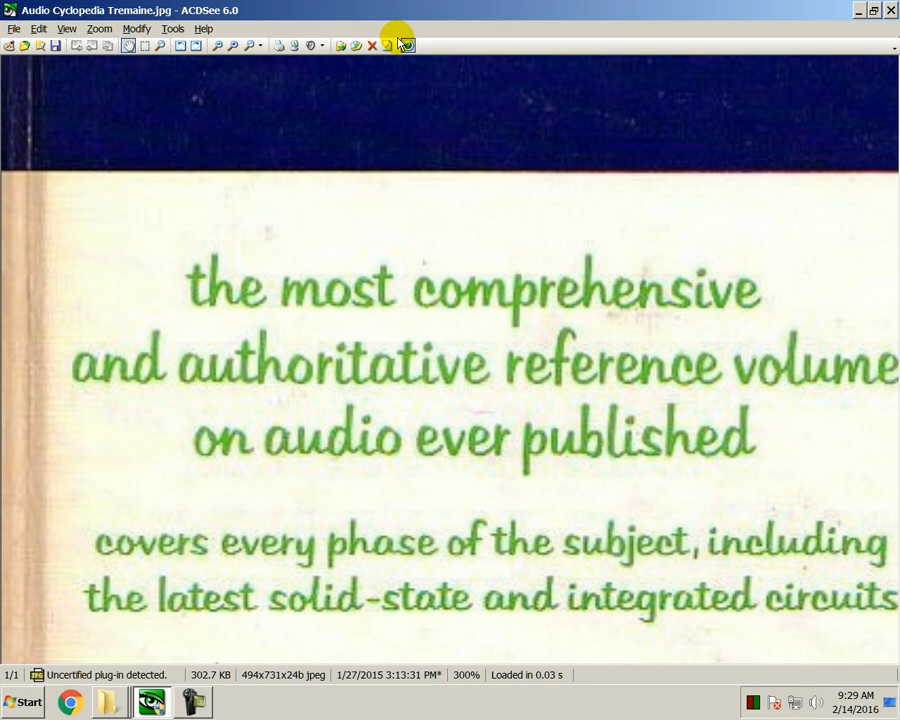 Audio Cyclopedia Tremaine.jpg - ACDSee 6.0
File Edit View Zoom Modify Tools Help
the most comprehensive
and authoritative reference volume
on audio ever published
covers every phase of the subject, including
the latest solid-state and integrated circuits
1/1 Uncertified plug-in detected. 302.7 KB 494x731x24b jpeg 1/27/2015 3:13:31 PM* 300% Loaded in 0.03 s
Start
9:29 AM
2/14/2016